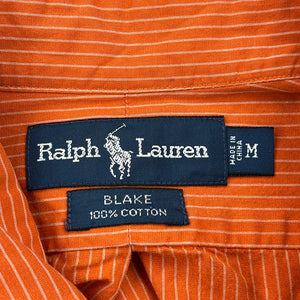 Ralph Lauren
MADE IN
CHINA
M
BLAKE
100% COTTON